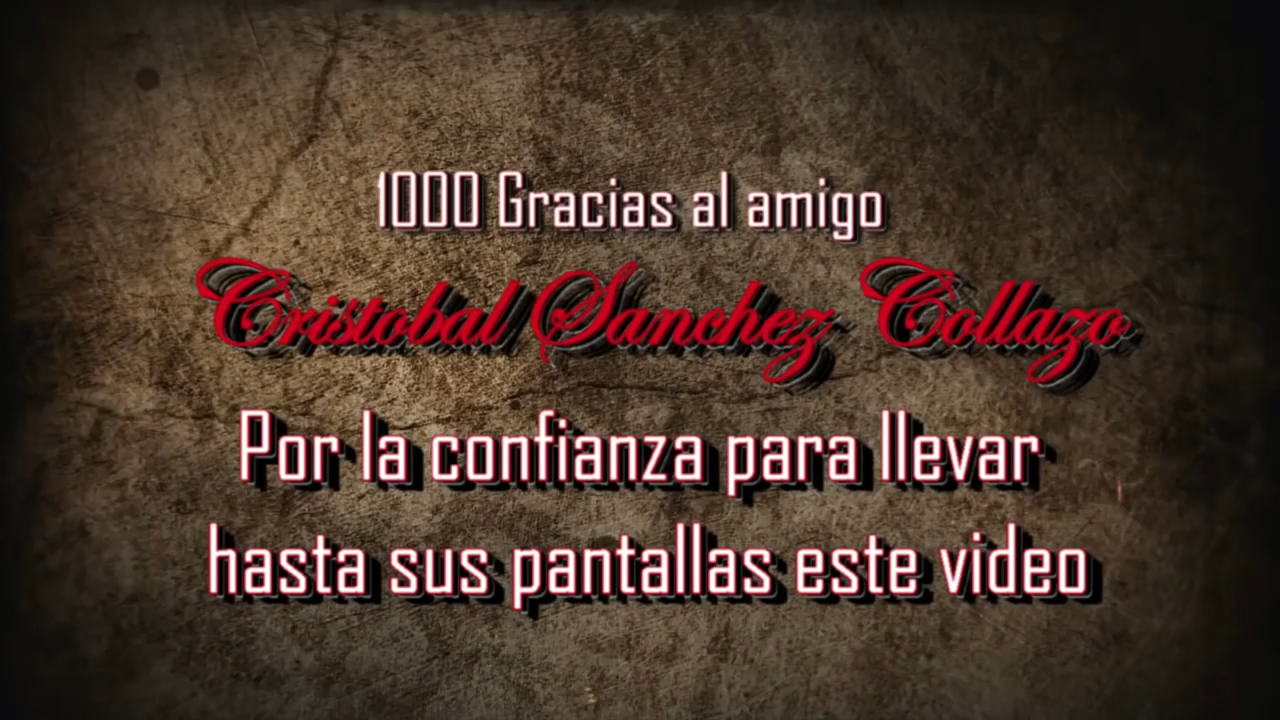 1000 Gracias al amigo
Cristobal Sanchez Collazo
Por la confianza para llevar
hasta sus pantallas este video